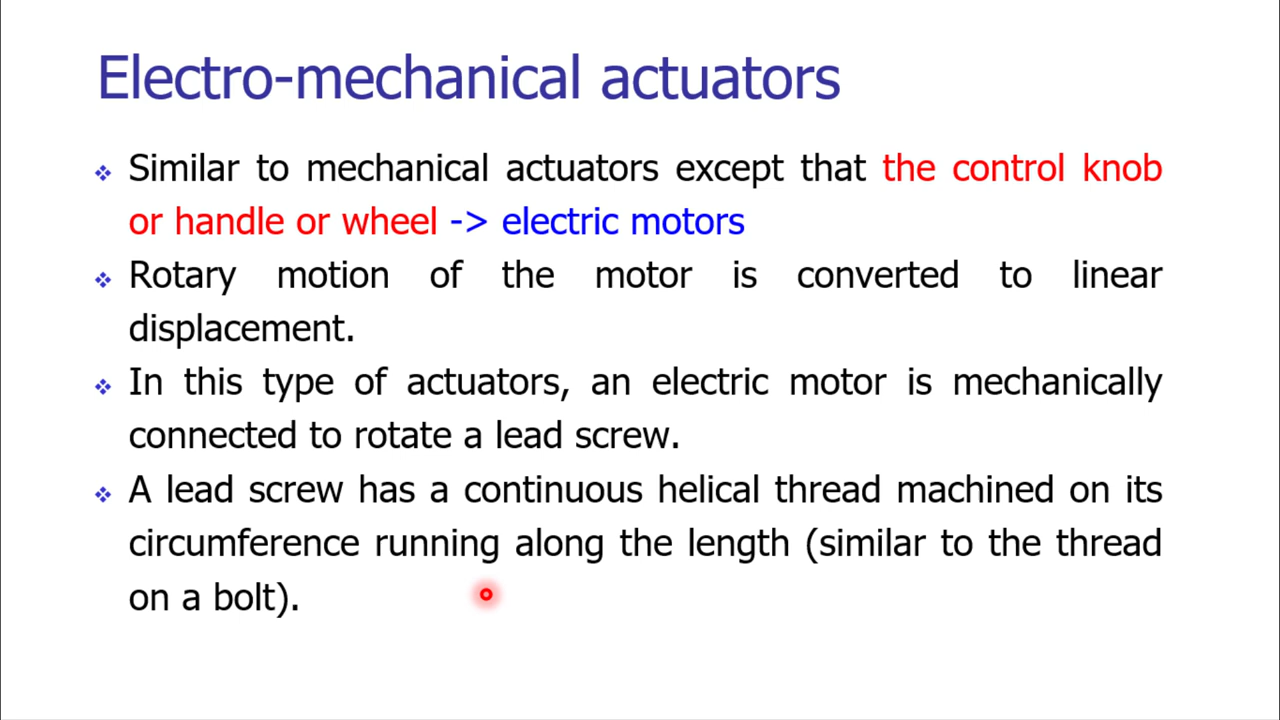 Electro-mechanical actuators
Similar to mechanical actuators except that the control knob
or handle or wheel -> electric motors
Rotary motion of the motor is converted to linear
displacement.
In this type of actuators, an electric motor is mechanically
connected to rotate a lead screw.
A lead screw has a continuous helical thread machined on its
circumference running along the length (similar to the thread
on a bolt).